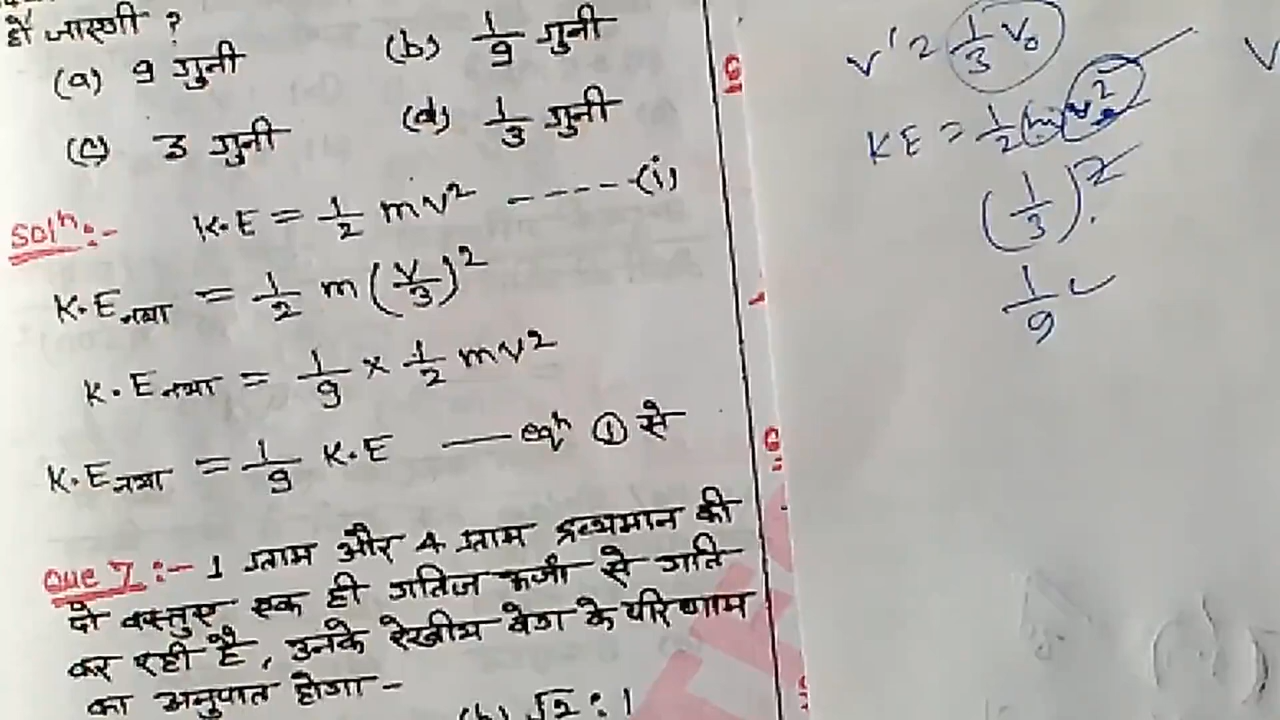 हो जाएगी ?
(a) 9 गुनी (b) 1/9 गुनी
(c) 3 गुनी (d) 1/3 गुनी
Solⁿ:- K.E = 1/2 mv² ----(i)
K.E नया = 1/2 m(v/3)²
K.E नया = 1/9 × 1/2 mv²
K.E नया = 1/9 K.E — eqⁿ ① से
Que 7:- 1 ग्राम और 4 ग्राम द्रव्यमान की
दो वस्तुए एक ही गतिज ऊर्जा से गति
कर रही है, उनके रेखीय वेग के परिणाम
का अनुपात होगा -
(b) √2 : 1
v' = 1/3 v₀
KE = 1/2 m v²
(1/3)²
1/9
V